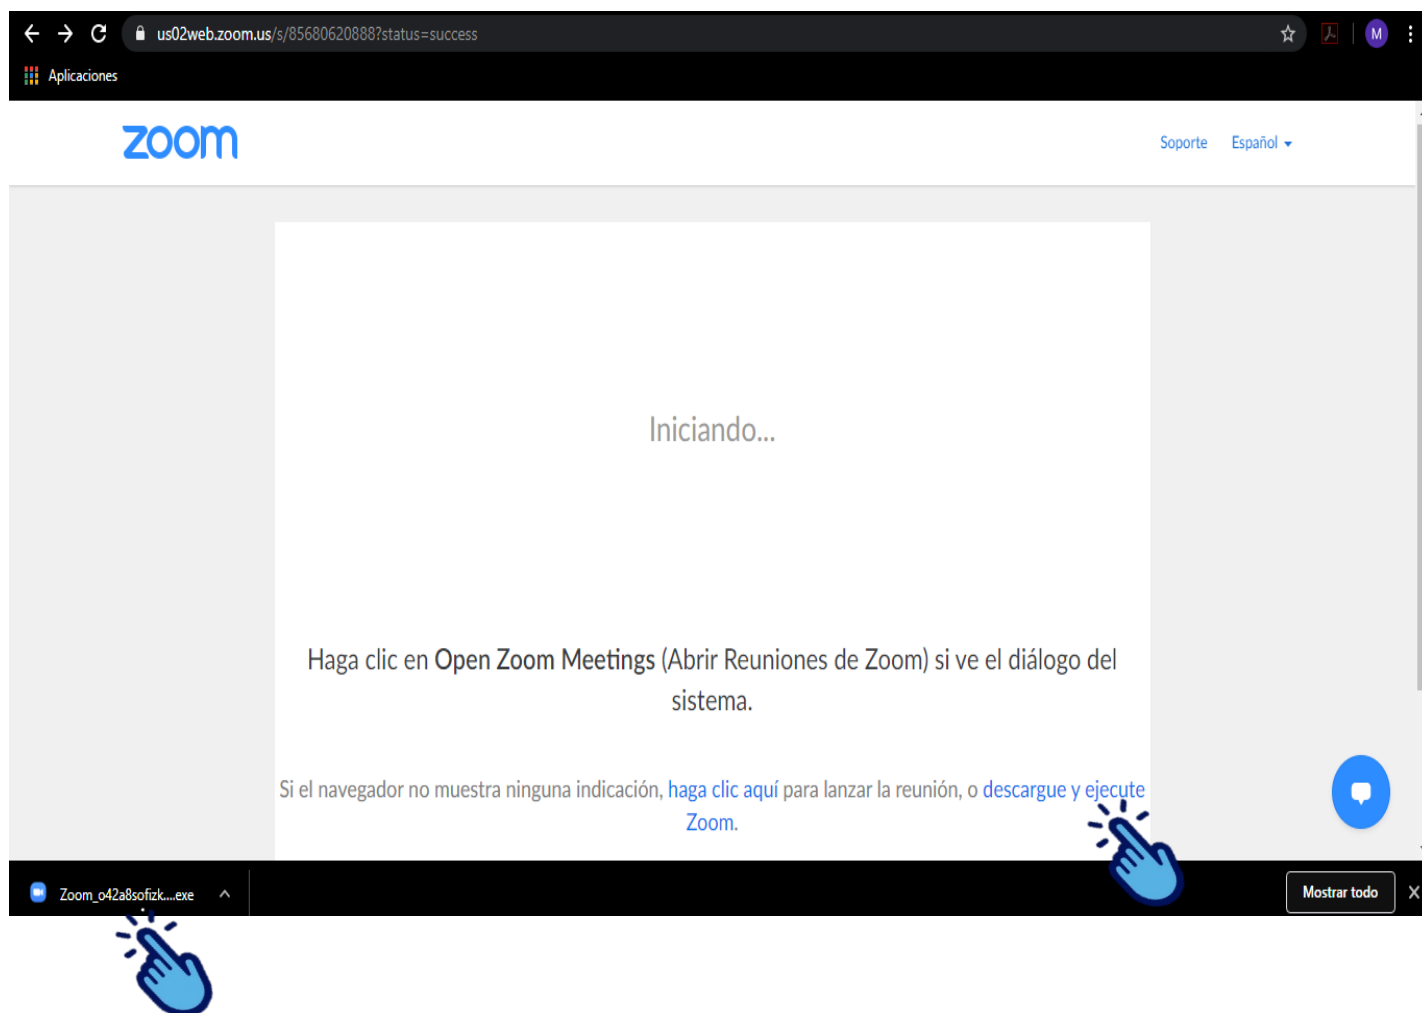 us02web.zoom.us/s/85680620888?status=success
M
Aplicaciones
zoom
Soporte Español
Iniciando...
Haga clic en Open Zoom Meetings (Abrir Reuniones de Zoom) si ve el diálogo del
sistema.
Si el navegador no muestra ninguna indicación, haga clic aquí para lanzar la reunión, o descargue y ejecute
Zoom.
Zoom_o42a8sofizk....exe
Mostrar todo